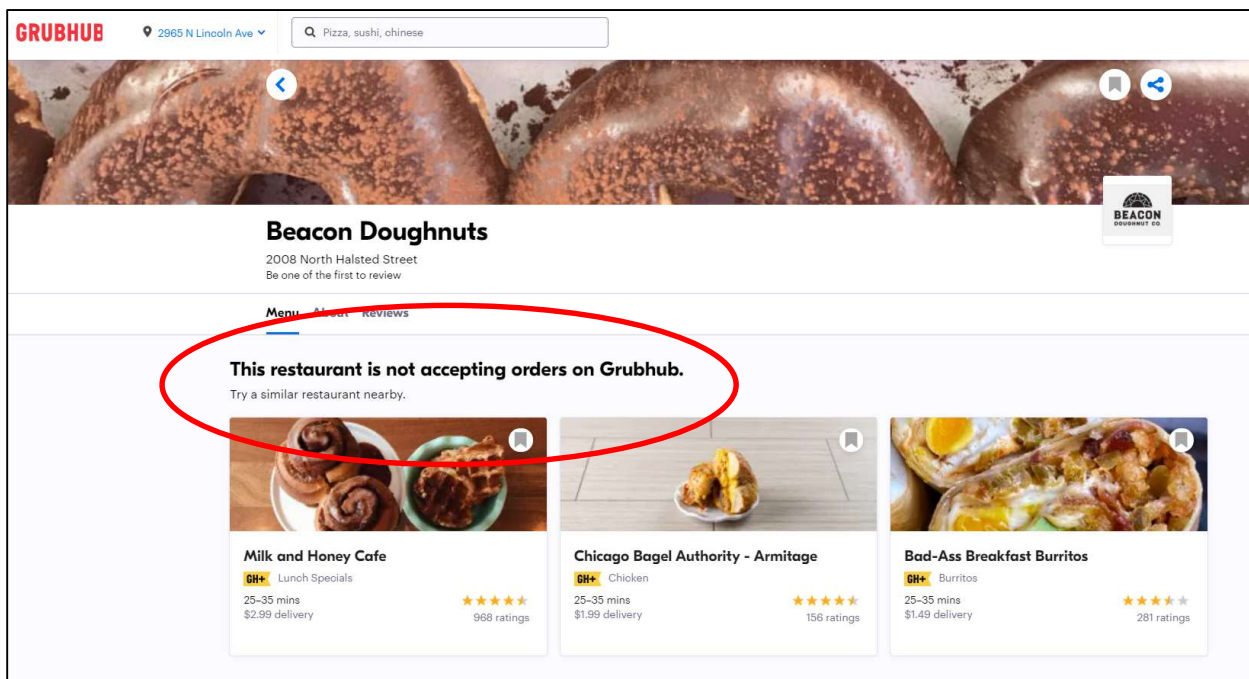 GRUBHUB
2965 N Lincoln Ave
Pizza, sushi, chinese
BEACON
DOUGHNUT CO.
Beacon Doughnuts
2008 North Halsted Street
Be one of the first to review
Menu About Reviews
This restaurant is not accepting orders on Grubhub.
Try a similar restaurant nearby.
Milk and Honey Cafe
GH+ Lunch Specials
25–35 mins
$2.99 delivery
968 ratings
Chicago Bagel Authority - Armitage
GH+ Chicken
25–35 mins
$1.99 delivery
156 ratings
Bad-Ass Breakfast Burritos
GH+ Burritos
25–35 mins
$1.49 delivery
281 ratings